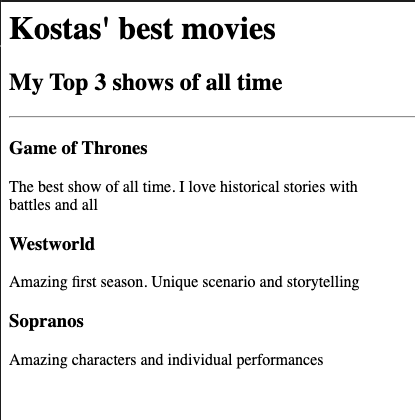 Kostas' best movies
My Top 3 shows of all time
Game of Thrones
The best show of all time. I love historical stories with
battles and all
Westworld
Amazing first season. Unique scenario and storytelling
Sopranos
Amazing characters and individual performances